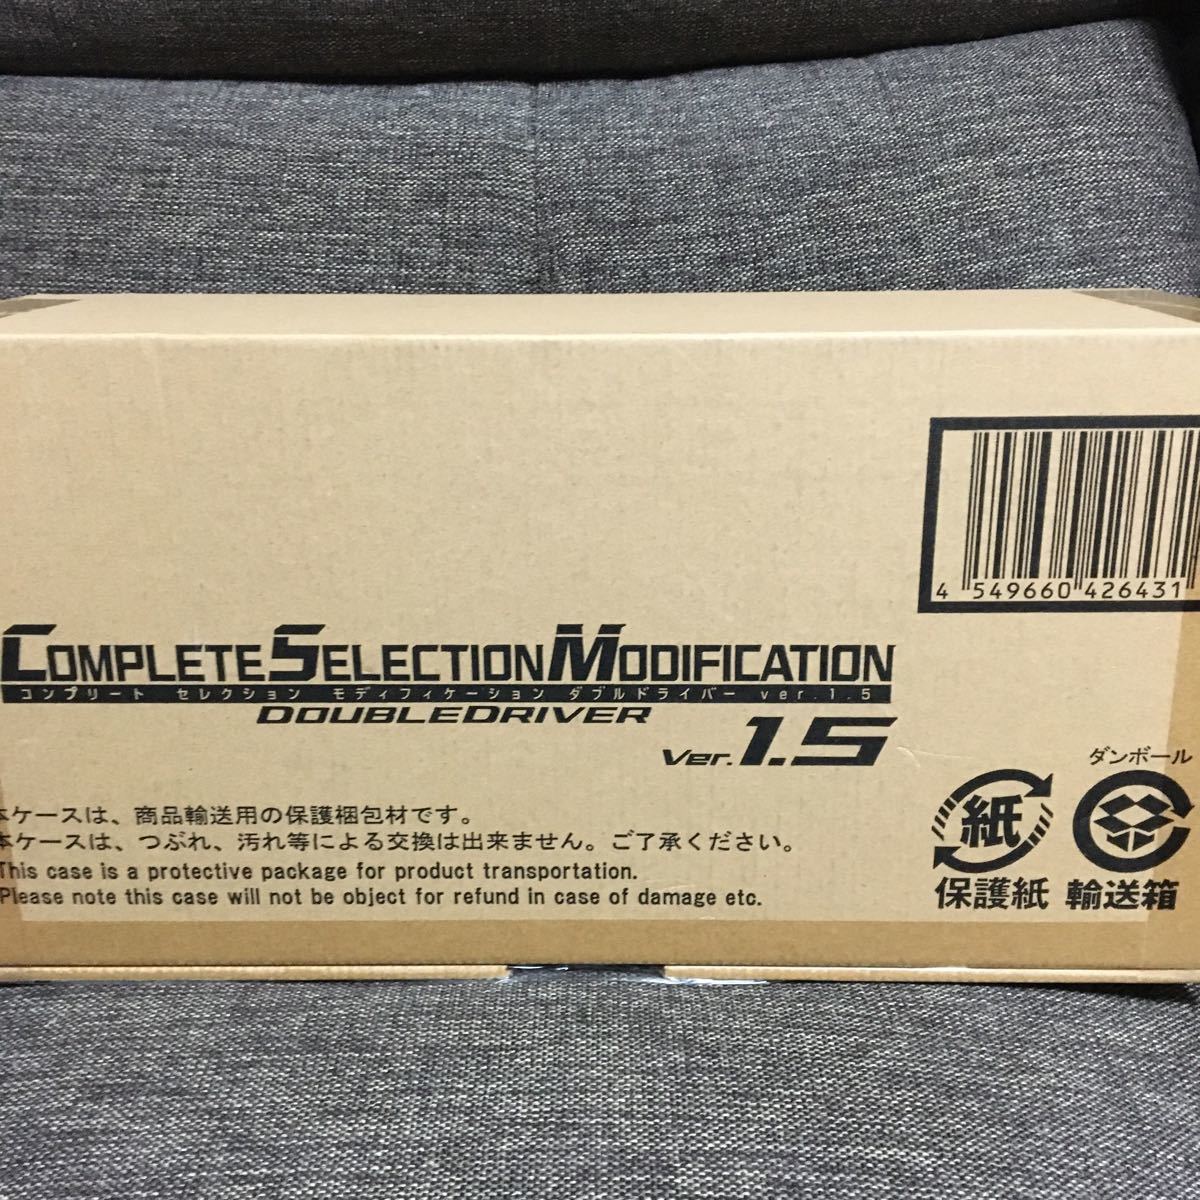 4 549660 426431
COMPLETE SELECTION MODIFICATION
コンプリート セレクション モディフィケーション ダブルドライバー ver.1.5
DOUBLEDRIVER
Ver.1.5
本ケースは、商品輸送用の保護梱包材です。
本ケースは、つぶれ、汚れ等による交換は出来ません。ご了承ください。
This case is a protective package for product transportation.
Please note this case will not be object for refund in case of damage etc.
ダンボール
紙
保護紙 輸送箱